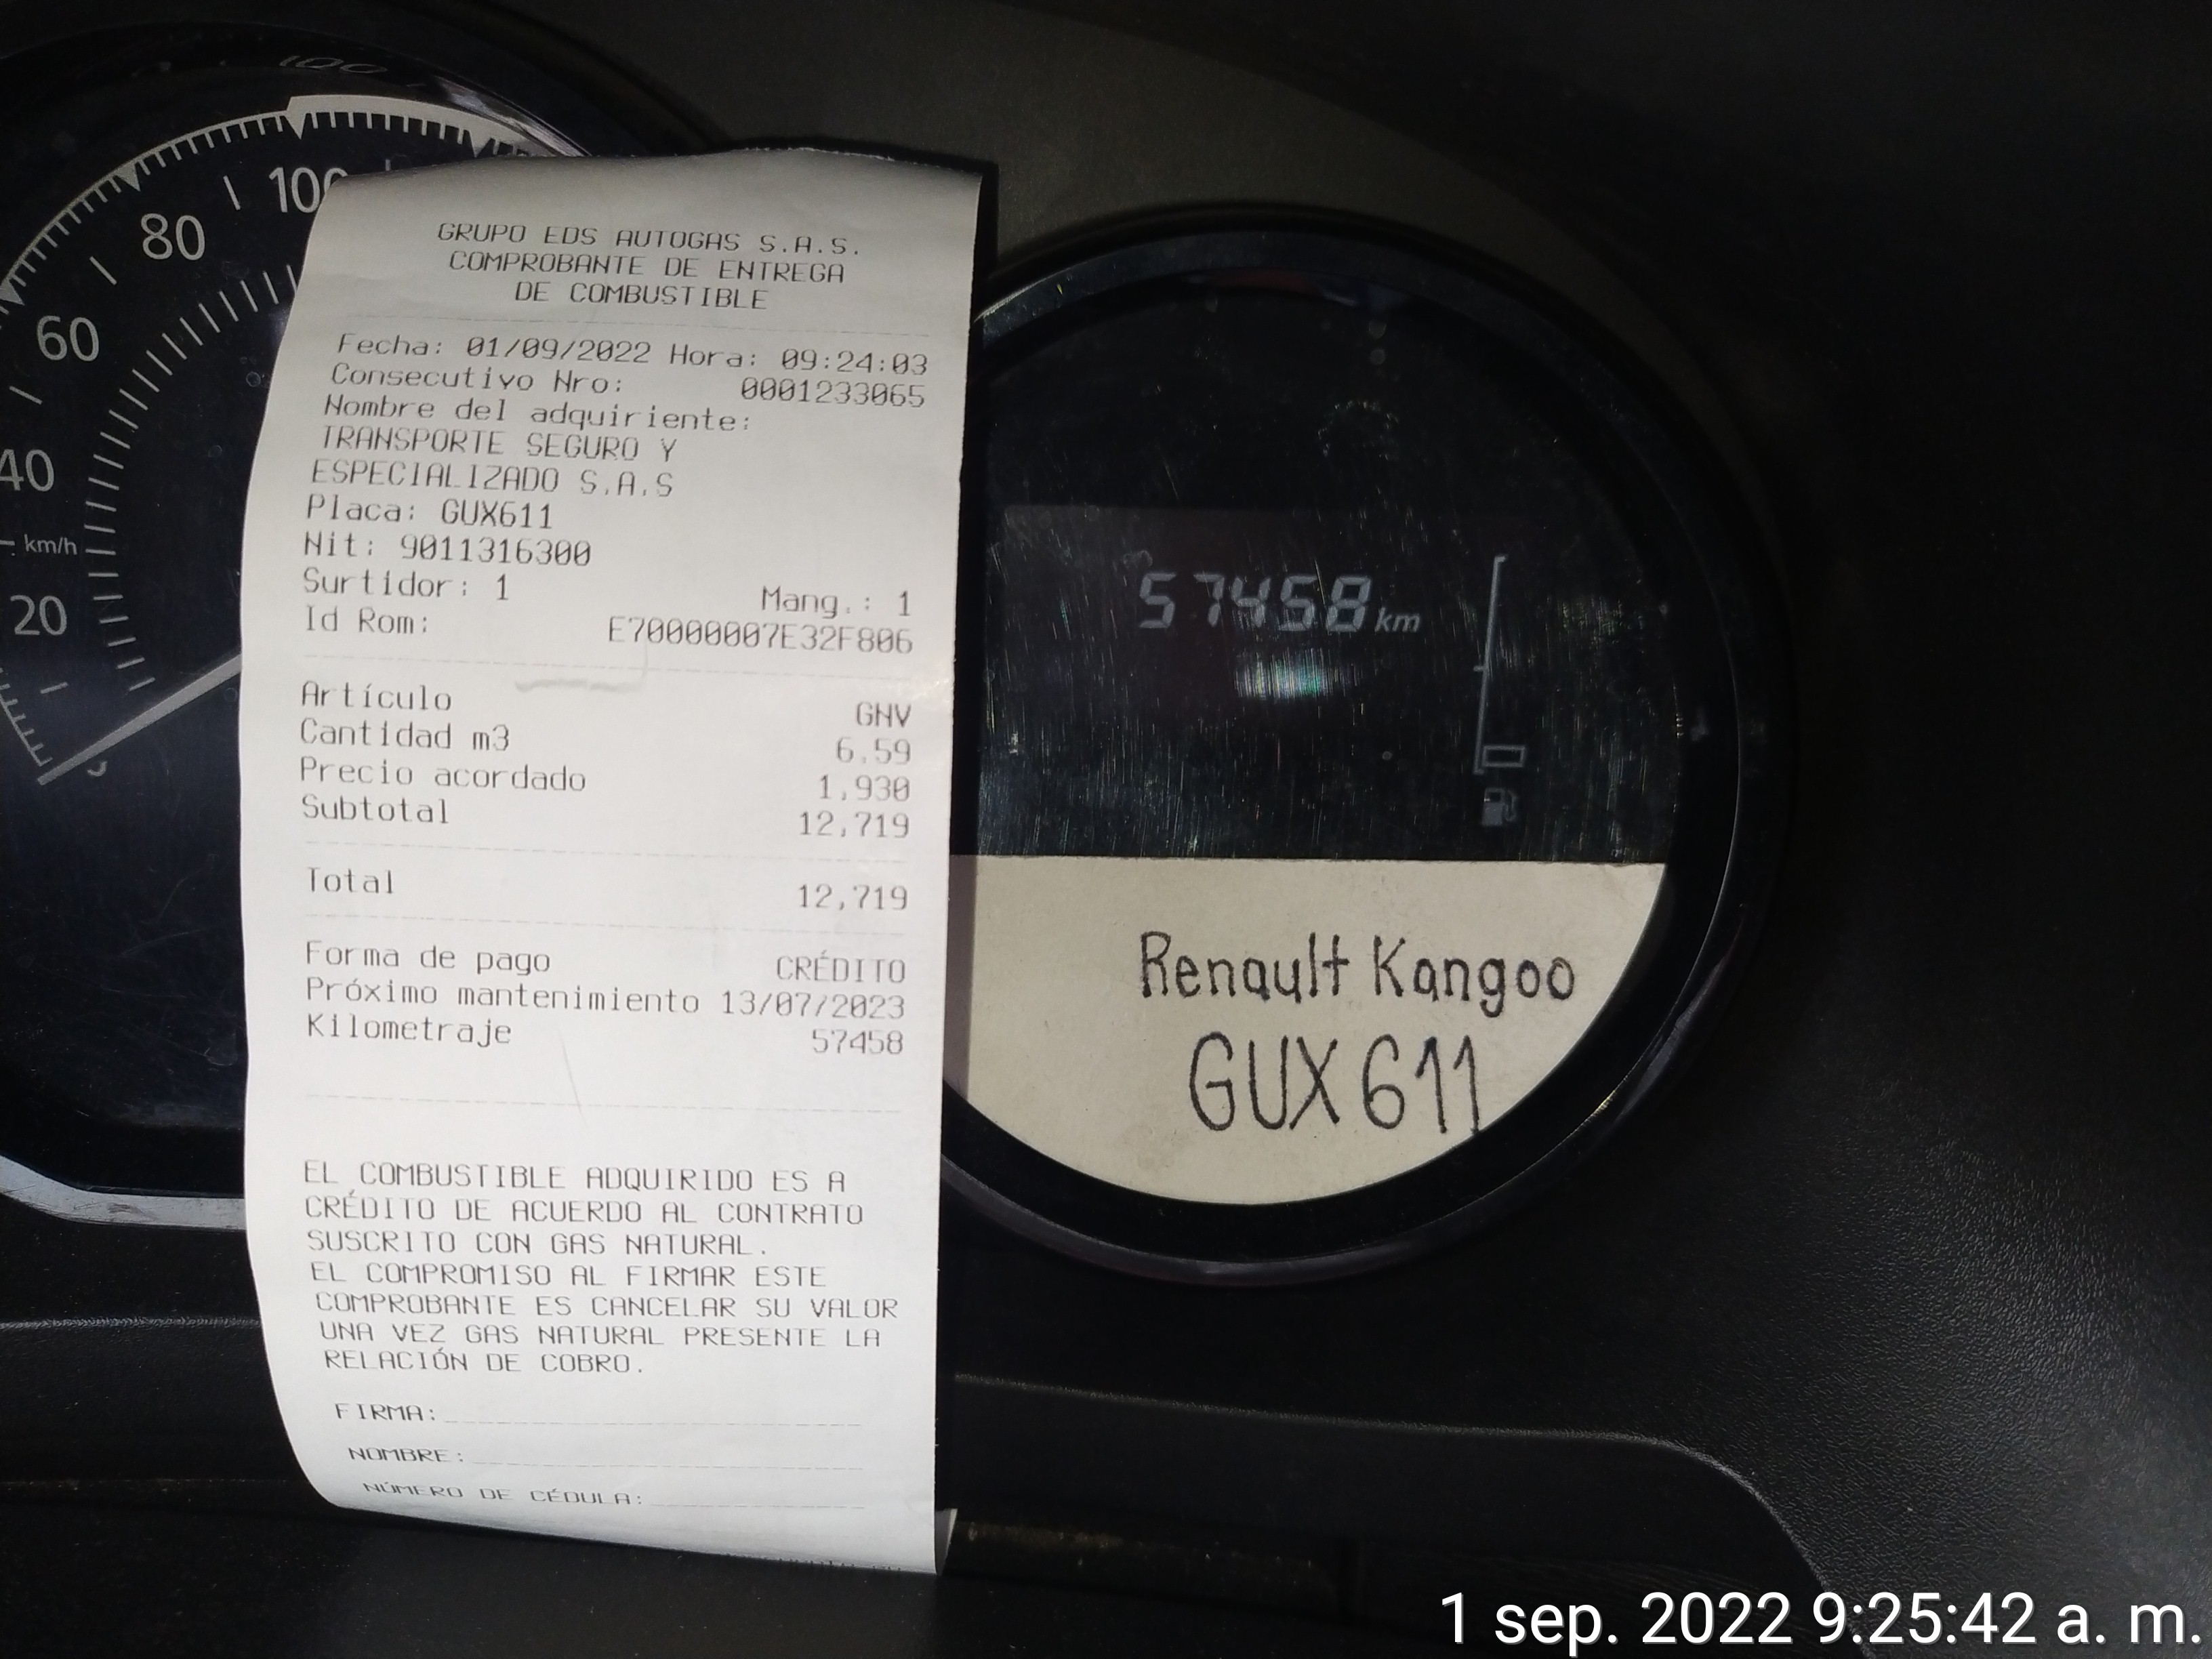 100
80
60
40
km/h
20
GRUPO EDS AUTOGAS S.A.S.
COMPROBANTE DE ENTREGA
DE COMBUSTIBLE
Fecha: 01/09/2022 Hora: 09:24:03
Consecutivo Nro: 0001233065
Nombre del adquiriente:
TRANSPORTE SEGURO Y
ESPECIALIZADO S.A.S
Placa: GUX611
Nit: 9011316300
Surtidor: 1 Mang.: 1
Id Rom: E70000007E32F806
Artículo GNV
Cantidad m3 6.59
Precio acordado 1,930
Subtotal 12,719
Total 12,719
Forma de pago CRÉDITO
Próximo mantenimiento 13/07/2023
Kilometraje 57458
EL COMBUSTIBLE ADQUIRIDO ES A
CRÉDITO DE ACUERDO AL CONTRATO
SUSCRITO CON GAS NATURAL.
EL COMPROMISO AL FIRMAR ESTE
COMPROBANTE ES CANCELAR SU VALOR
UNA VEZ GAS NATURAL PRESENTE LA
RELACIÓN DE COBRO.
FIRMA:
NOMBRE:
NÚMERO DE CÉDULA:
57458 km
Renault Kangoo
GUX 611
1 sep. 2022 9:25:42 a. m.